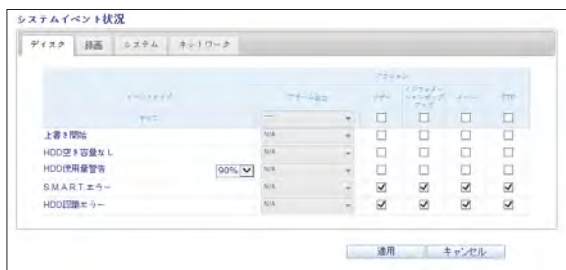 システムイベント状況
ディスク 録画 システム ネットワーク
アクション
イベントタイプ アラーム出力 ブザー メール FTP
すべて
上書き開始 N/A
HDD空き容量なし N/A
HDD使用量警告 90% N/A
S.M.A.R.T.エラー N/A
HDD認識エラー N/A
適用 キャンセル